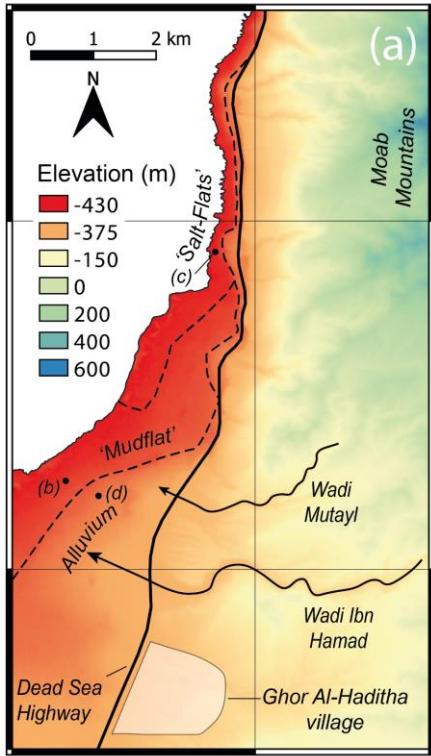 0 1 2 km
(a)
N
Moab
Mountains
Elevation (m)
-430
-375
-150
0
200
400
600
'Salt-Flats'
(c)
'Mudflat'
(b)
(d)
Alluvium
Wadi
Mutayl
Wadi Ibn
Hamad
Dead Sea
Highway
Ghor Al-Haditha
village